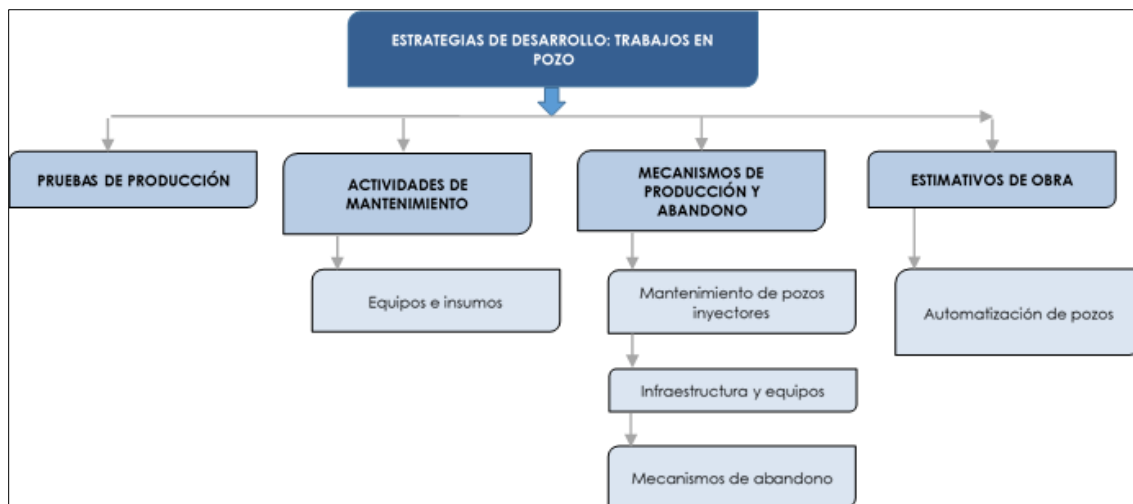 ESTRATEGIAS DE DESARROLLO: TRABAJOS EN
POZO
PRUEBAS DE PRODUCCIÓN
ACTIVIDADES DE
MANTENIMIENTO
Equipos e insumos
MECANISMOS DE
PRODUCCIÓN Y
ABANDONO
Mantenimiento de pozos
inyectores
Infraestructura y equipos
Mecanismos de abandono
ESTIMATIVOS DE OBRA
Automatización de pozos